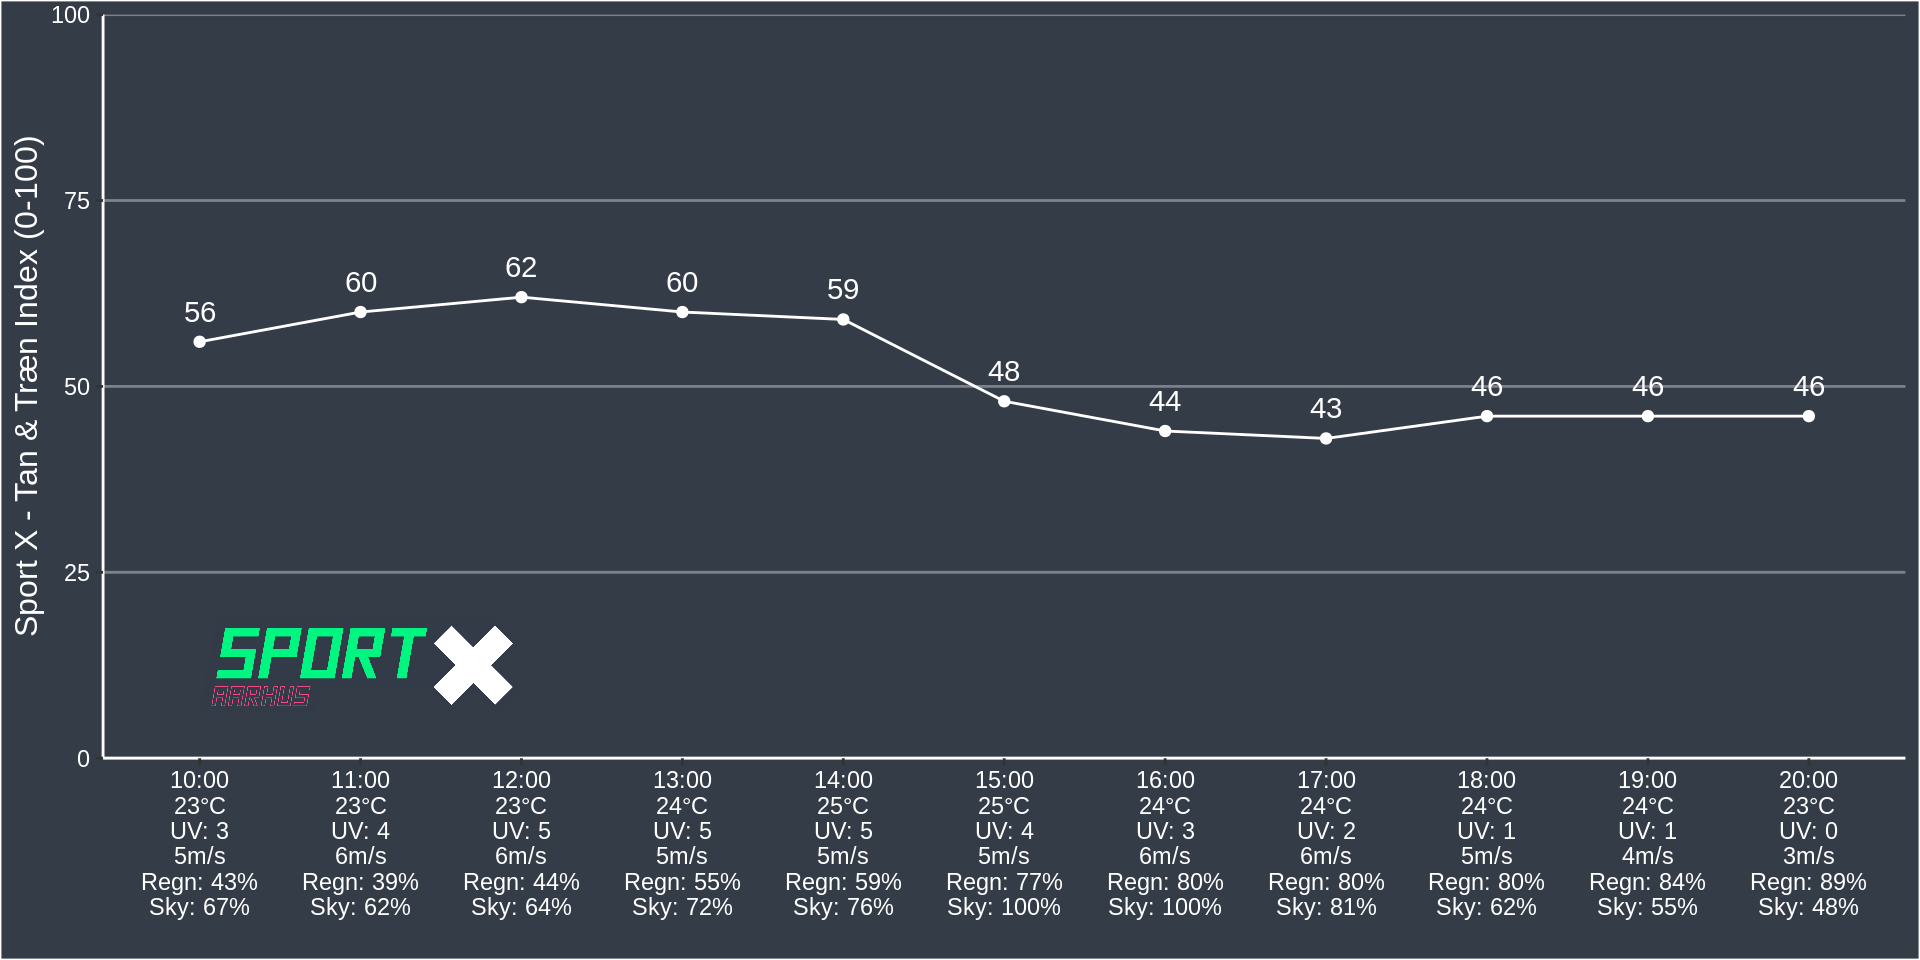 Sport X - Tan & Træn Index (0-100)
100
75
50
25
0
56
60
62
60
59
48
44
43
46
46
46
SPORT X
AARHUS
10:00 11:00 12:00 13:00 14:00 15:00 16:00 17:00 18:00 19:00 20:00
23°C 23°C 23°C 24°C 25°C 25°C 24°C 24°C 24°C 24°C 23°C
UV: 3 UV: 4 UV: 5 UV: 5 UV: 5 UV: 4 UV: 3 UV: 2 UV: 1 UV: 1 UV: 0
5m/s 6m/s 6m/s 5m/s 5m/s 5m/s 6m/s 6m/s 5m/s 4m/s 3m/s
Regn: 43% Regn: 39% Regn: 44% Regn: 55% Regn: 59% Regn: 77% Regn: 80% Regn: 80% Regn: 80% Regn: 84% Regn: 89%
Sky: 67% Sky: 62% Sky: 64% Sky: 72% Sky: 76% Sky: 100% Sky: 100% Sky: 81% Sky: 62% Sky: 55% Sky: 48%